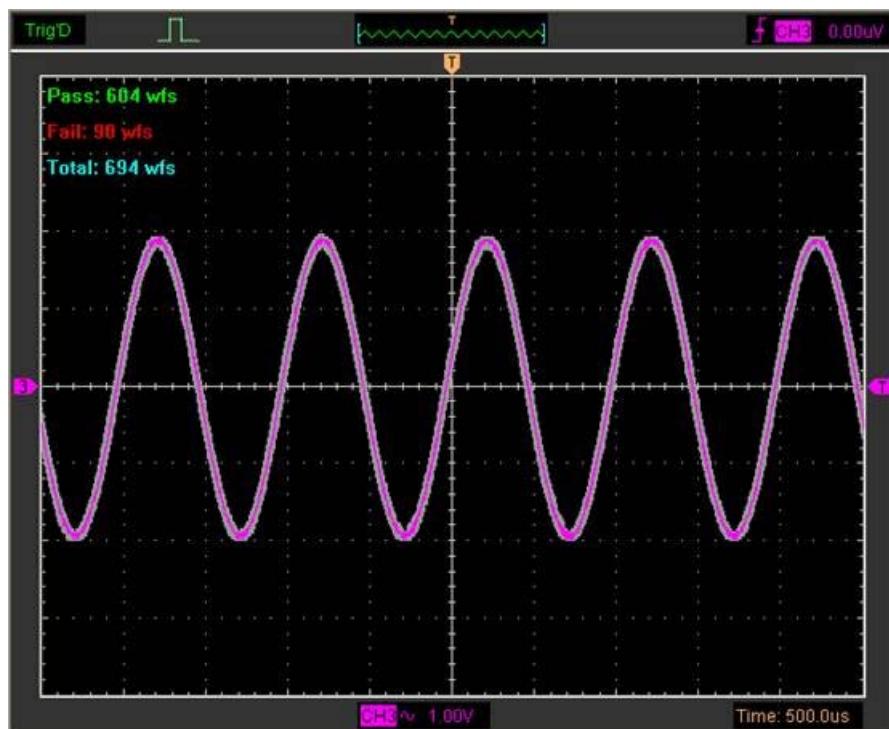 Trig'D T CH3 0.00uV
T
Pass: 604 wfs
Fail: 90 wfs
Total: 694 wfs
3 T
CH3 1.00V Time: 500.0us